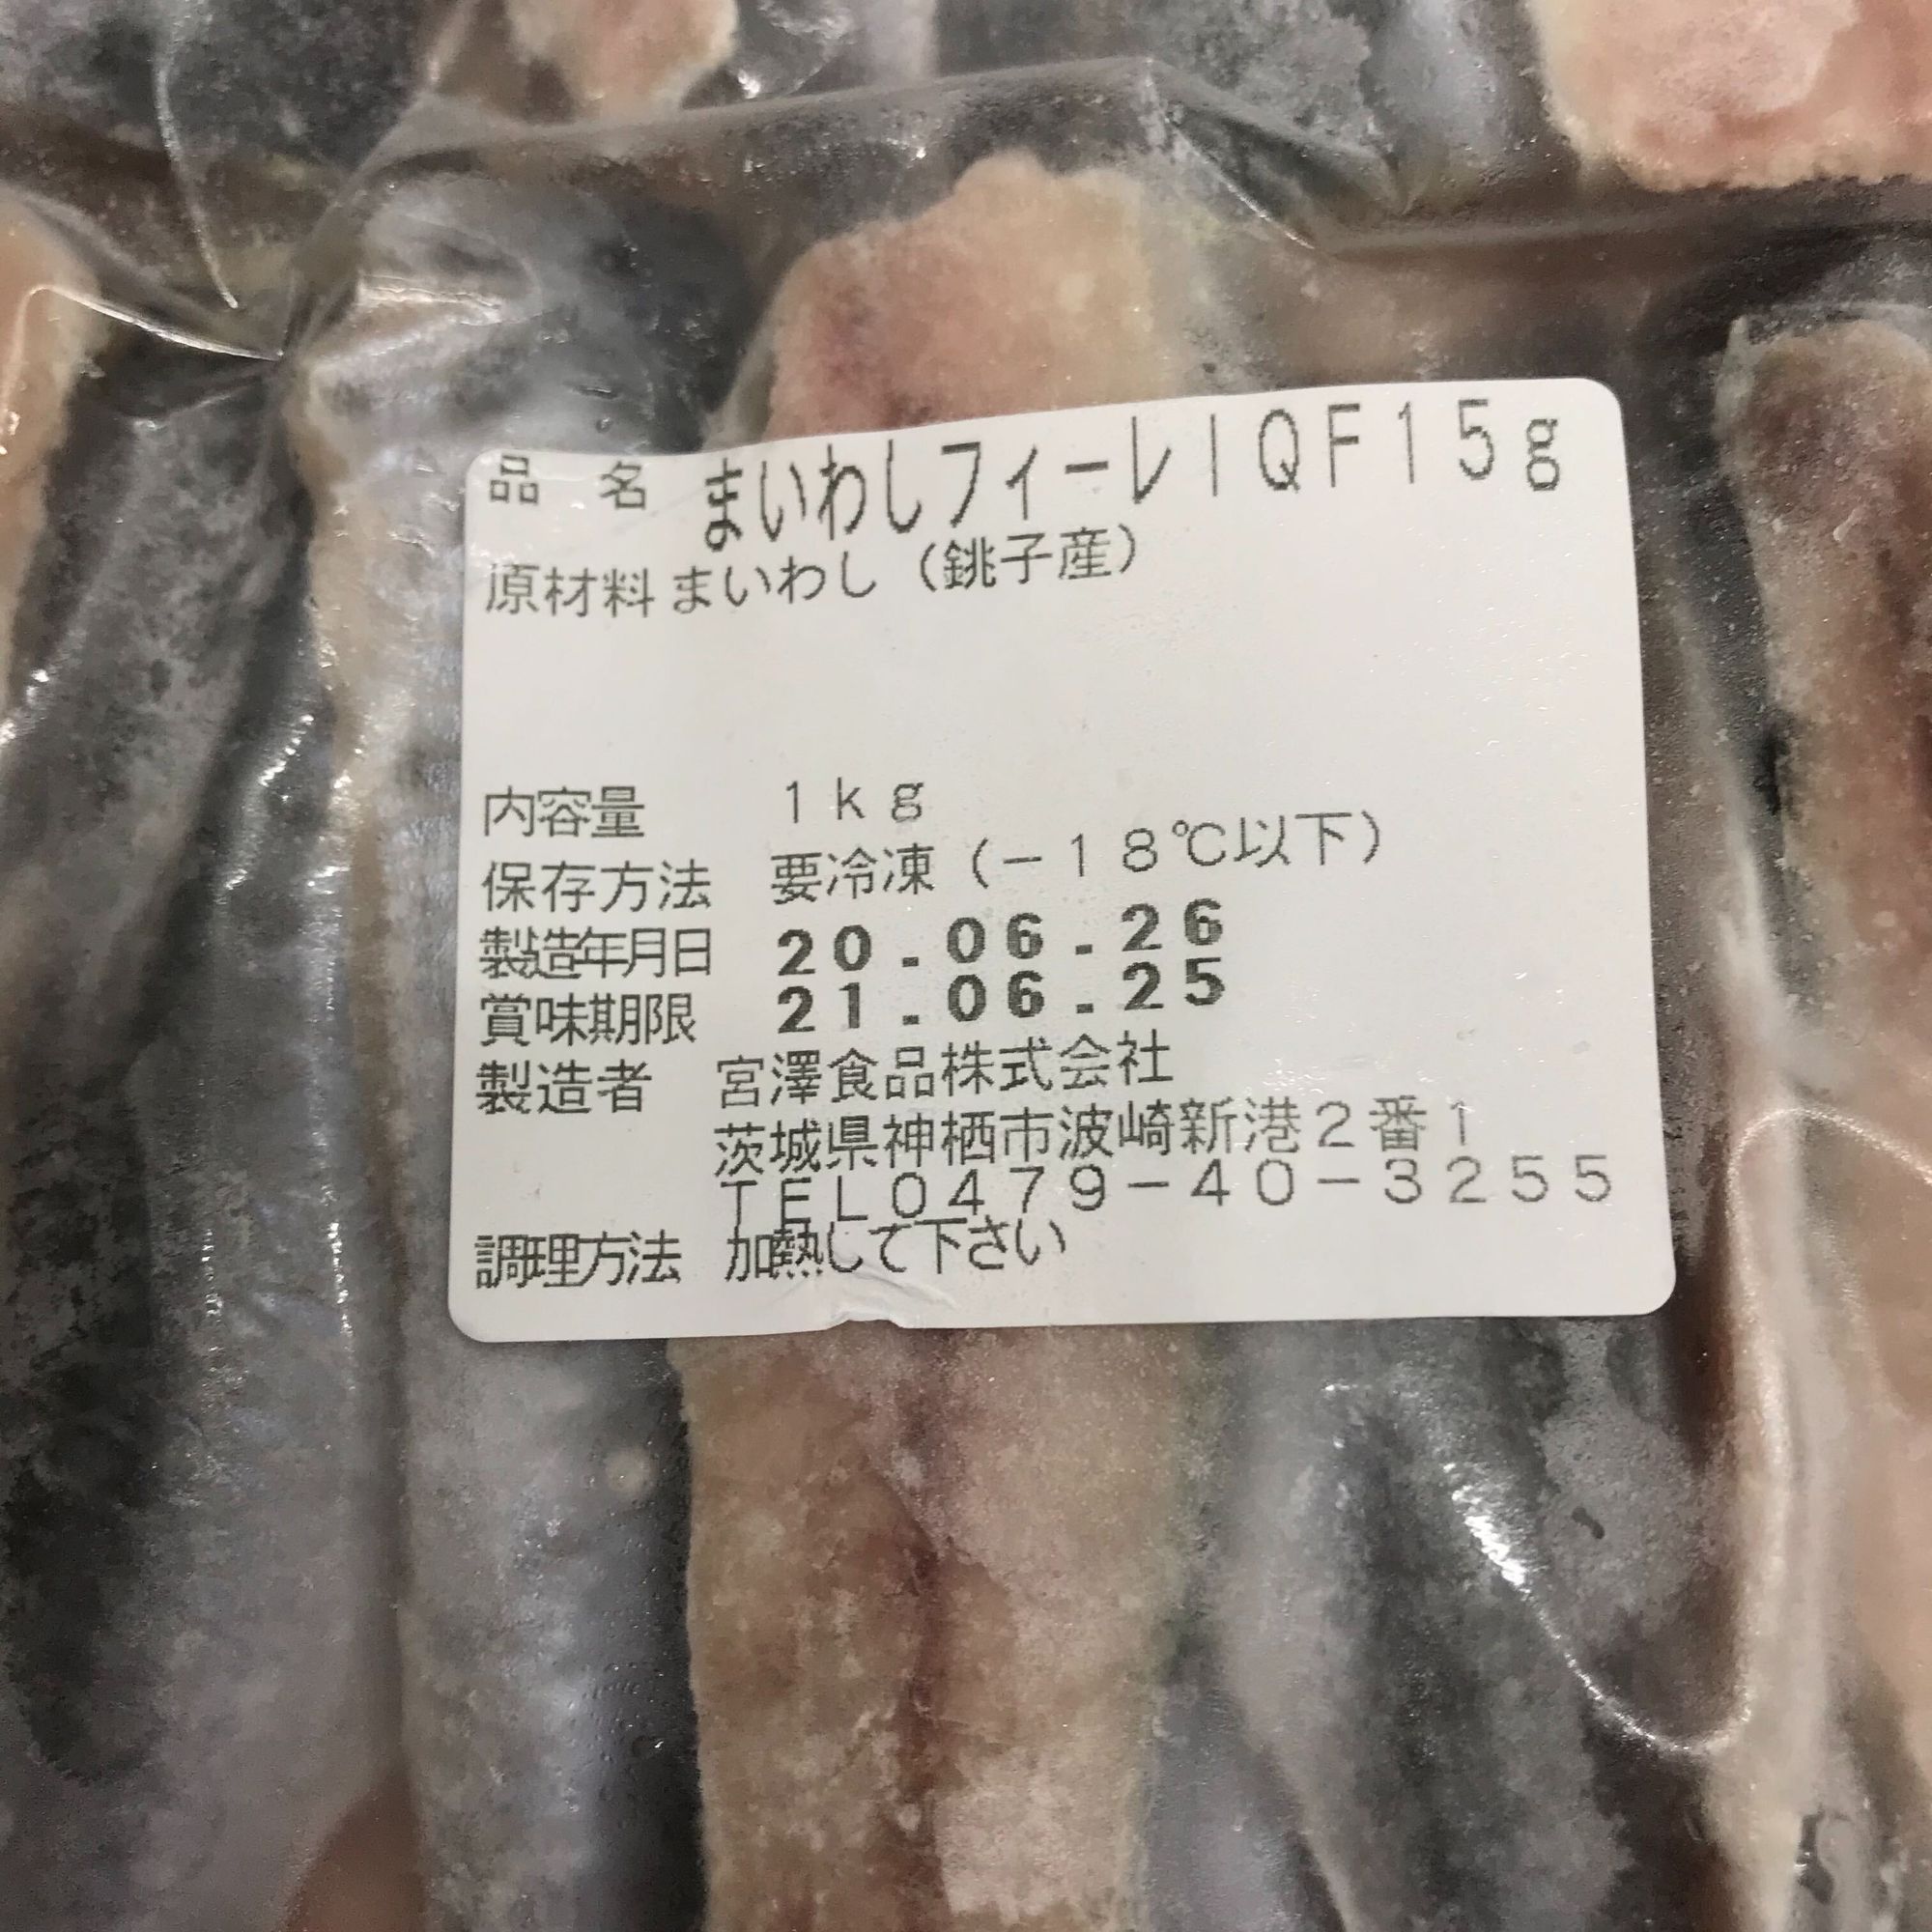 品 名 まいわしフィーレIQF15g
原材料 まいわし（銚子産）
内容量 1kg
保存方法 要冷凍（－18℃以下）
製造年月日 20.06.26
賞味期限 21.06.25
製造者 宮澤食品株式会社
茨城県神栖市波崎新港2番1
TEL0479-40-3255
調理方法 加熱して下さい